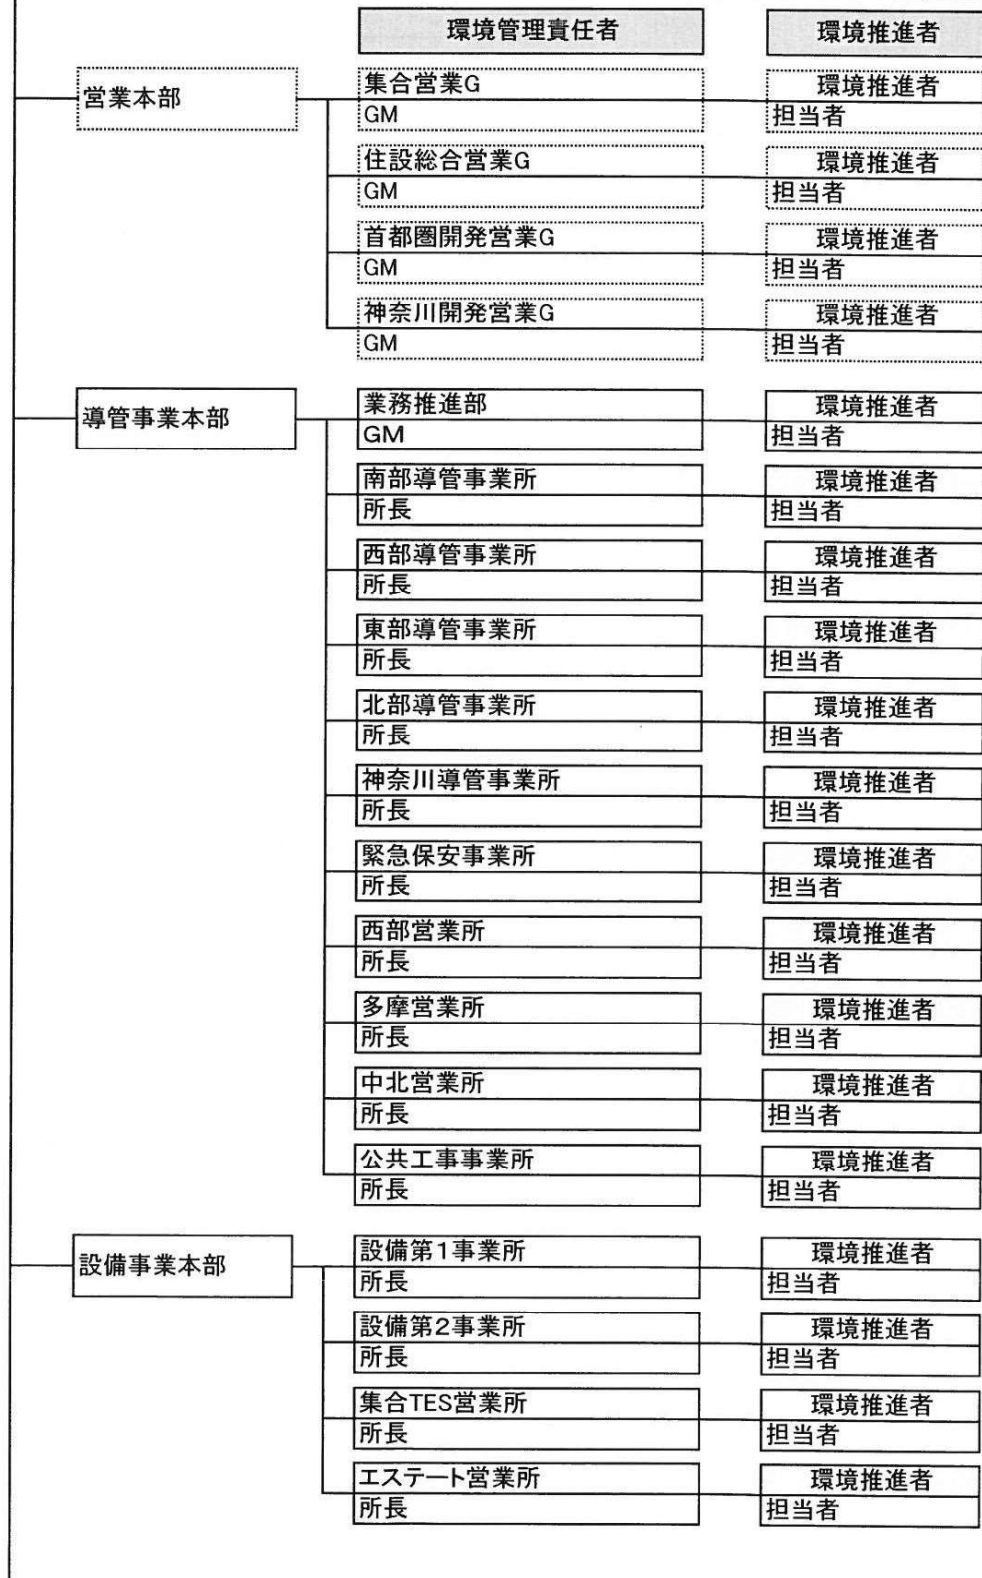 環境管理責任者 環境推進者
営業本部
集合営業G 環境推進者
GM 担当者
住設総合営業G 環境推進者
GM 担当者
首都圏開発営業G 環境推進者
GM 担当者
神奈川開発営業G 環境推進者
GM 担当者
導管事業本部
業務推進部 環境推進者
GM 担当者
南部導管事業所 環境推進者
所長 担当者
西部導管事業所 環境推進者
所長 担当者
東部導管事業所 環境推進者
所長 担当者
北部導管事業所 環境推進者
所長 担当者
神奈川導管事業所 環境推進者
所長 担当者
緊急保安事業所 環境推進者
所長 担当者
西部営業所 環境推進者
所長 担当者
多摩営業所 環境推進者
所長 担当者
中北営業所 環境推進者
所長 担当者
公共工事事業所 環境推進者
所長 担当者
設備事業本部
設備第1事業所 環境推進者
所長 担当者
設備第2事業所 環境推進者
所長 担当者
集合TES営業所 環境推進者
所長 担当者
エステート営業所 環境推進者
所長 担当者